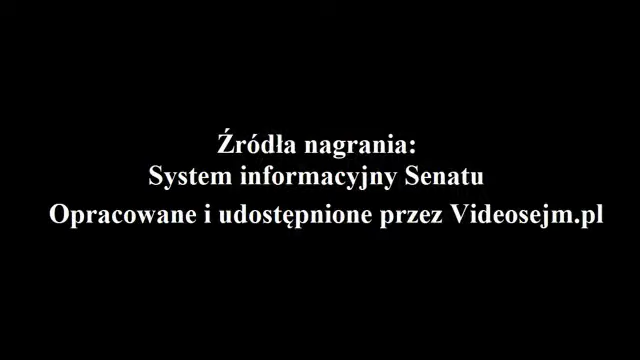 Źródła nagrania:
System informacyjny Senatu
Opracowane i udostępnione przez Videosejm.pl